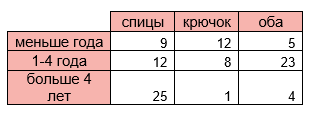 спицы крючок оба
меньше года 9 12 5
1-4 года 12 8 23
больше 4
лет 25 1 4